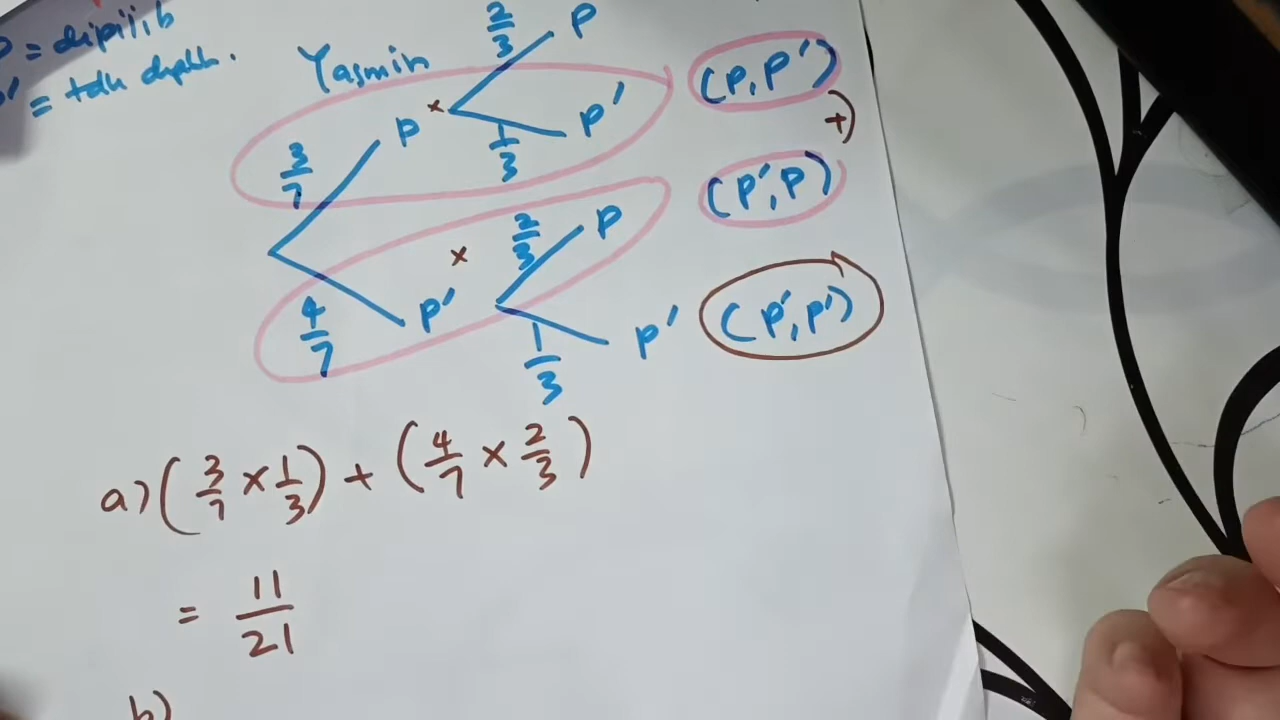 = dipilih
P' = tdk dipilih.
Yasmin
2/3 P
(P, P')
P × 1/3 P'
+)
3/7
(P', P)
× 2/3 P
4/7 P'
1/3 P' (P', P')
a) (3/7 × 1/3) + (4/7 × 2/3)
= 11/21
b)